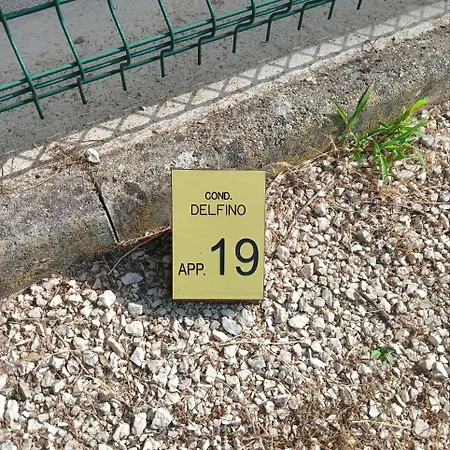 COND.
DELFINO
APP. 19